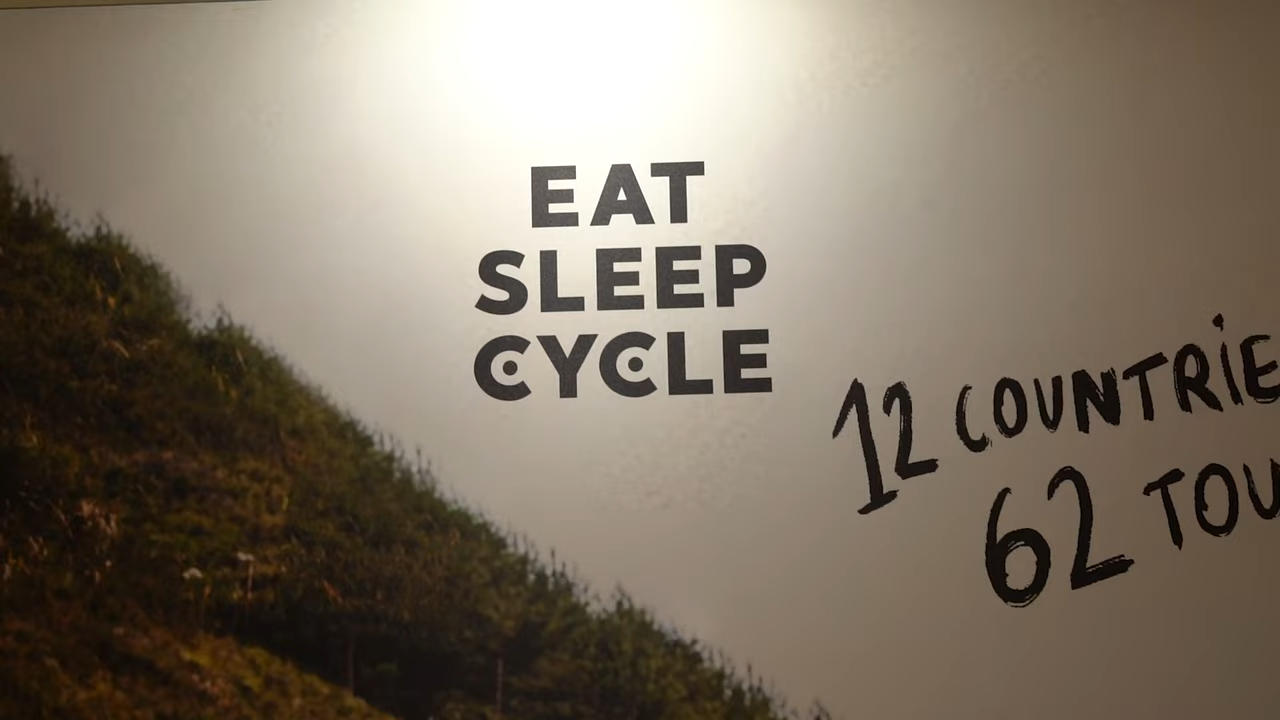 EAT
SLEEP
CYCLE
12 COUNTRIE
62 TOU